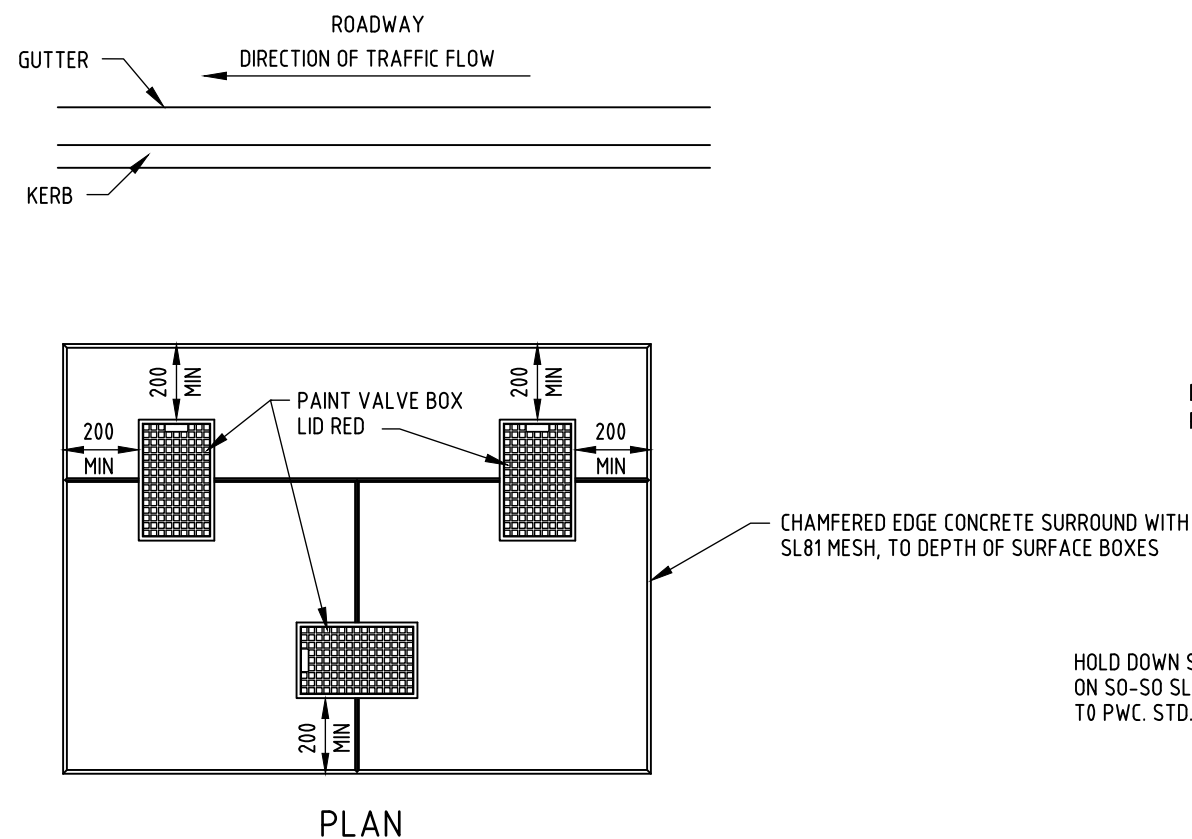 ROADWAY
DIRECTION OF TRAFFIC FLOW
GUTTER
KERB
200
MIN
200
MIN
PAINT VALVE BOX
LID RED
200
MIN
200
MIN
CHAMFERED EDGE CONCRETE SURROUND WITH
SL81 MESH, TO DEPTH OF SURFACE BOXES
HOLD DOWN
ON SO-SO
TO PWC. STD.
200
MIN
PLAN